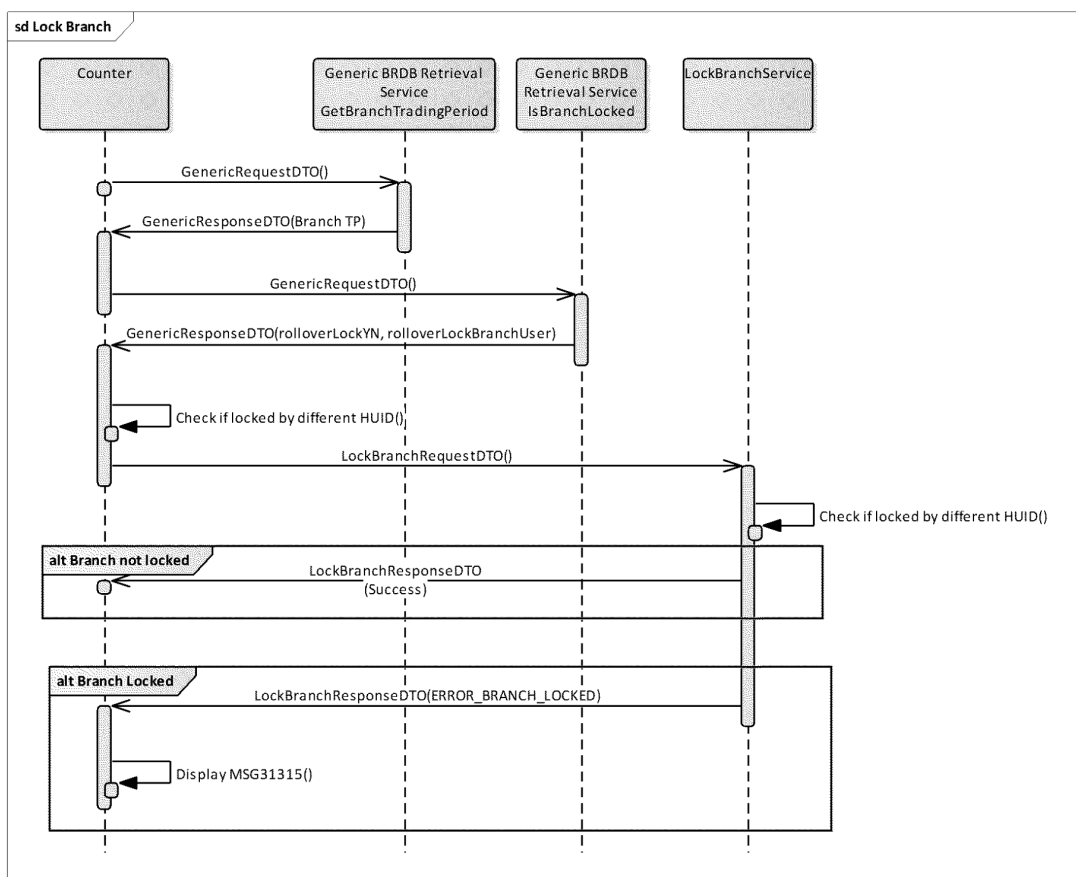 sd Lock Branch
Counter
Generic BRDB Retrieval
Service
GetBranchTradingPeriod
Generic BRDB
Retrieval Service
IsBranchLocked
LockBranchService
GenericRequestDTO()
GenericResponseDTO(Branch TP)
GenericRequestDTO()
GenericResponseDTO(rolloverLockYN, rolloverLockBranchUser)
Check if locked by different HUID()
LockBranchRequestDTO()
Check if locked by different HUID()
alt Branch not locked
LockBranchResponseDTO
(Success)
alt Branch Locked
LockBranchResponseDTO(ERROR_BRANCH_LOCKED)
Display MSG31315()